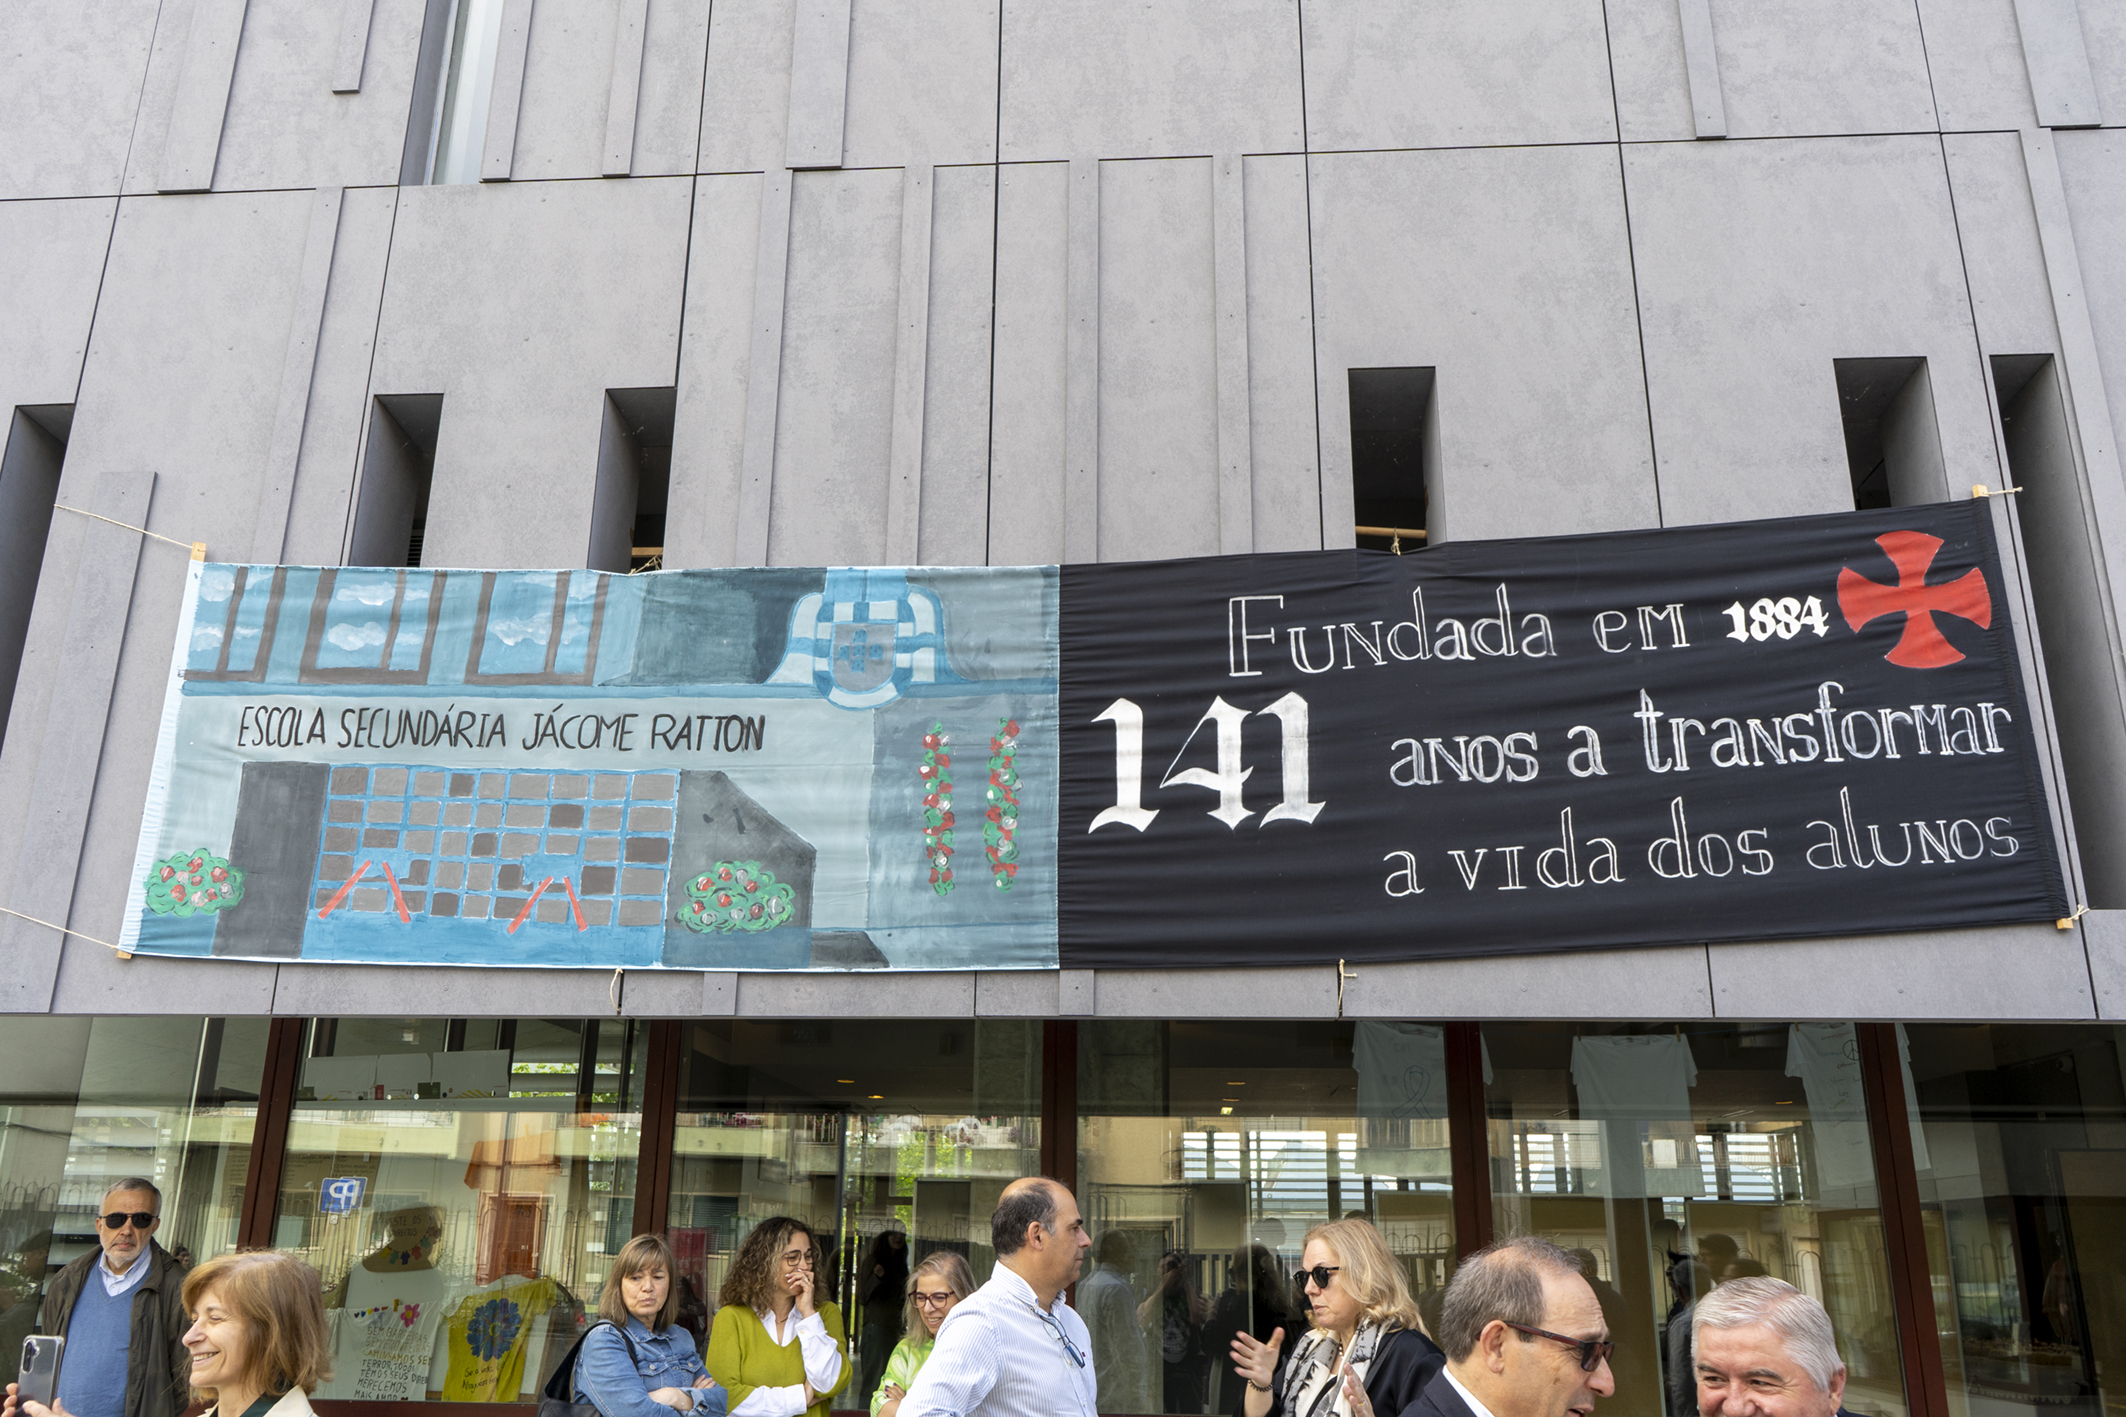 ESCOLA SECUNDÁRIA JÁCOME RATTON
Fundada em 1884
141 anos a transformar
a vida dos alunos